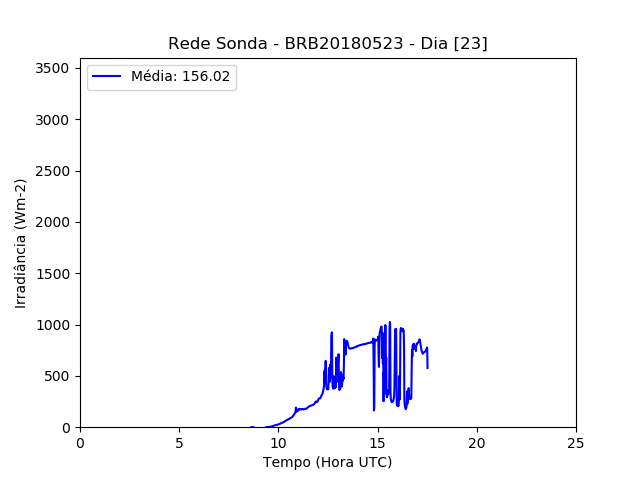 Rede Sonda - BRB20180523 - Dia [23]
Média: 156.02
3500
3000
2500
2000
1500
1000
500
0
Irradiância (Wm-2)
0 5 10 15 20 25
Tempo (Hora UTC)